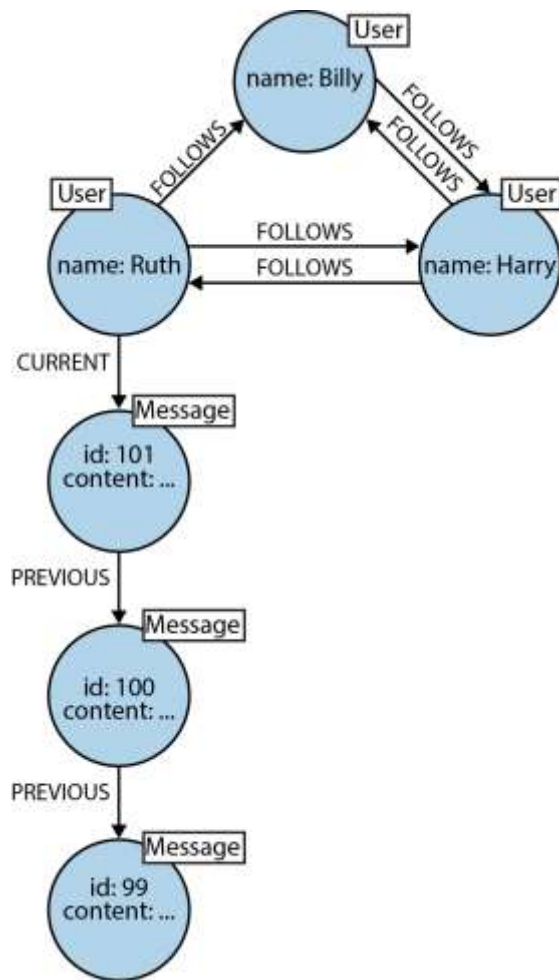 User
name: Billy
FOLLOWS
FOLLOWS
FOLLOWS
User
User
name: Ruth
FOLLOWS
FOLLOWS
name: Harry
CURRENT
Message
id: 101
content: ...
PREVIOUS
Message
id: 100
content: ...
PREVIOUS
Message
id: 99
content: ...